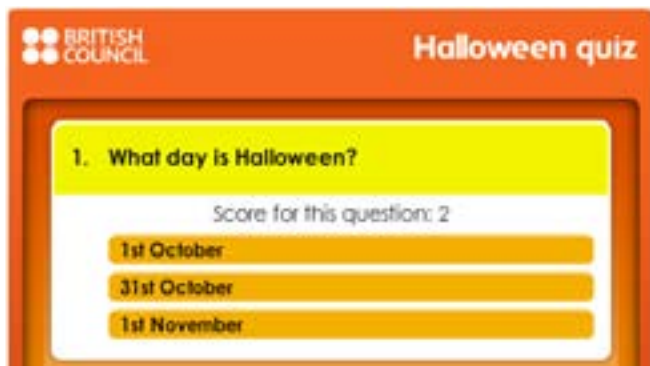 BRITISH
COUNCIL
Halloween quiz
1. What day is Halloween?
Score for this question: 2
1st October
31st October
1st November